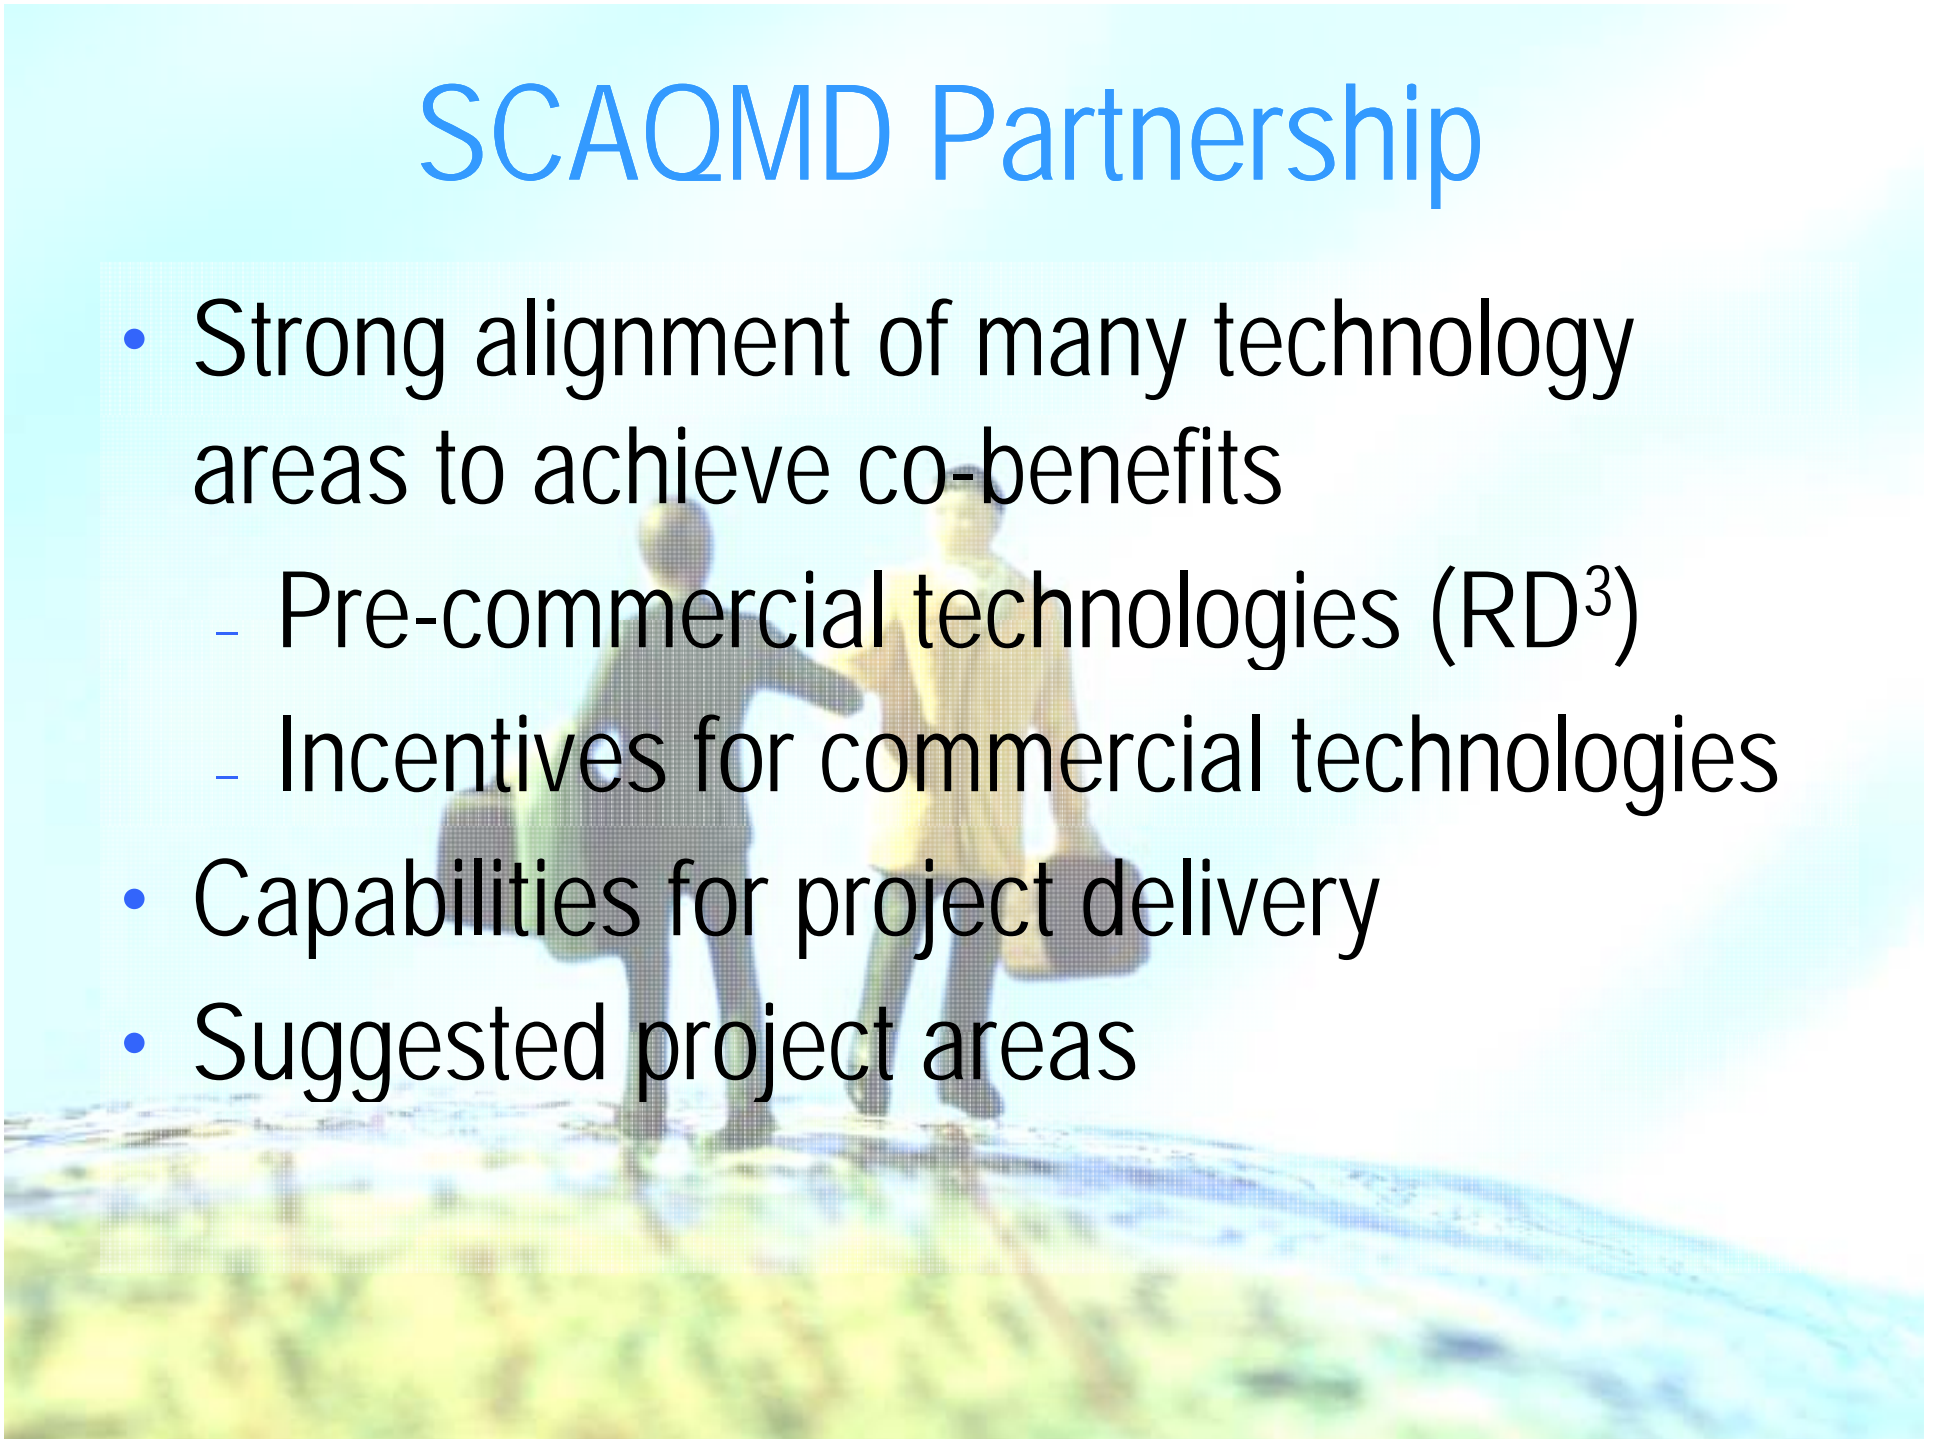 SCAQMD Partnership
• Strong alignment of many technology
areas to achieve co-benefits
– Pre-commercial technologies (RD³)
– Incentives for commercial technologies
• Capabilities for project delivery
• Suggested project areas